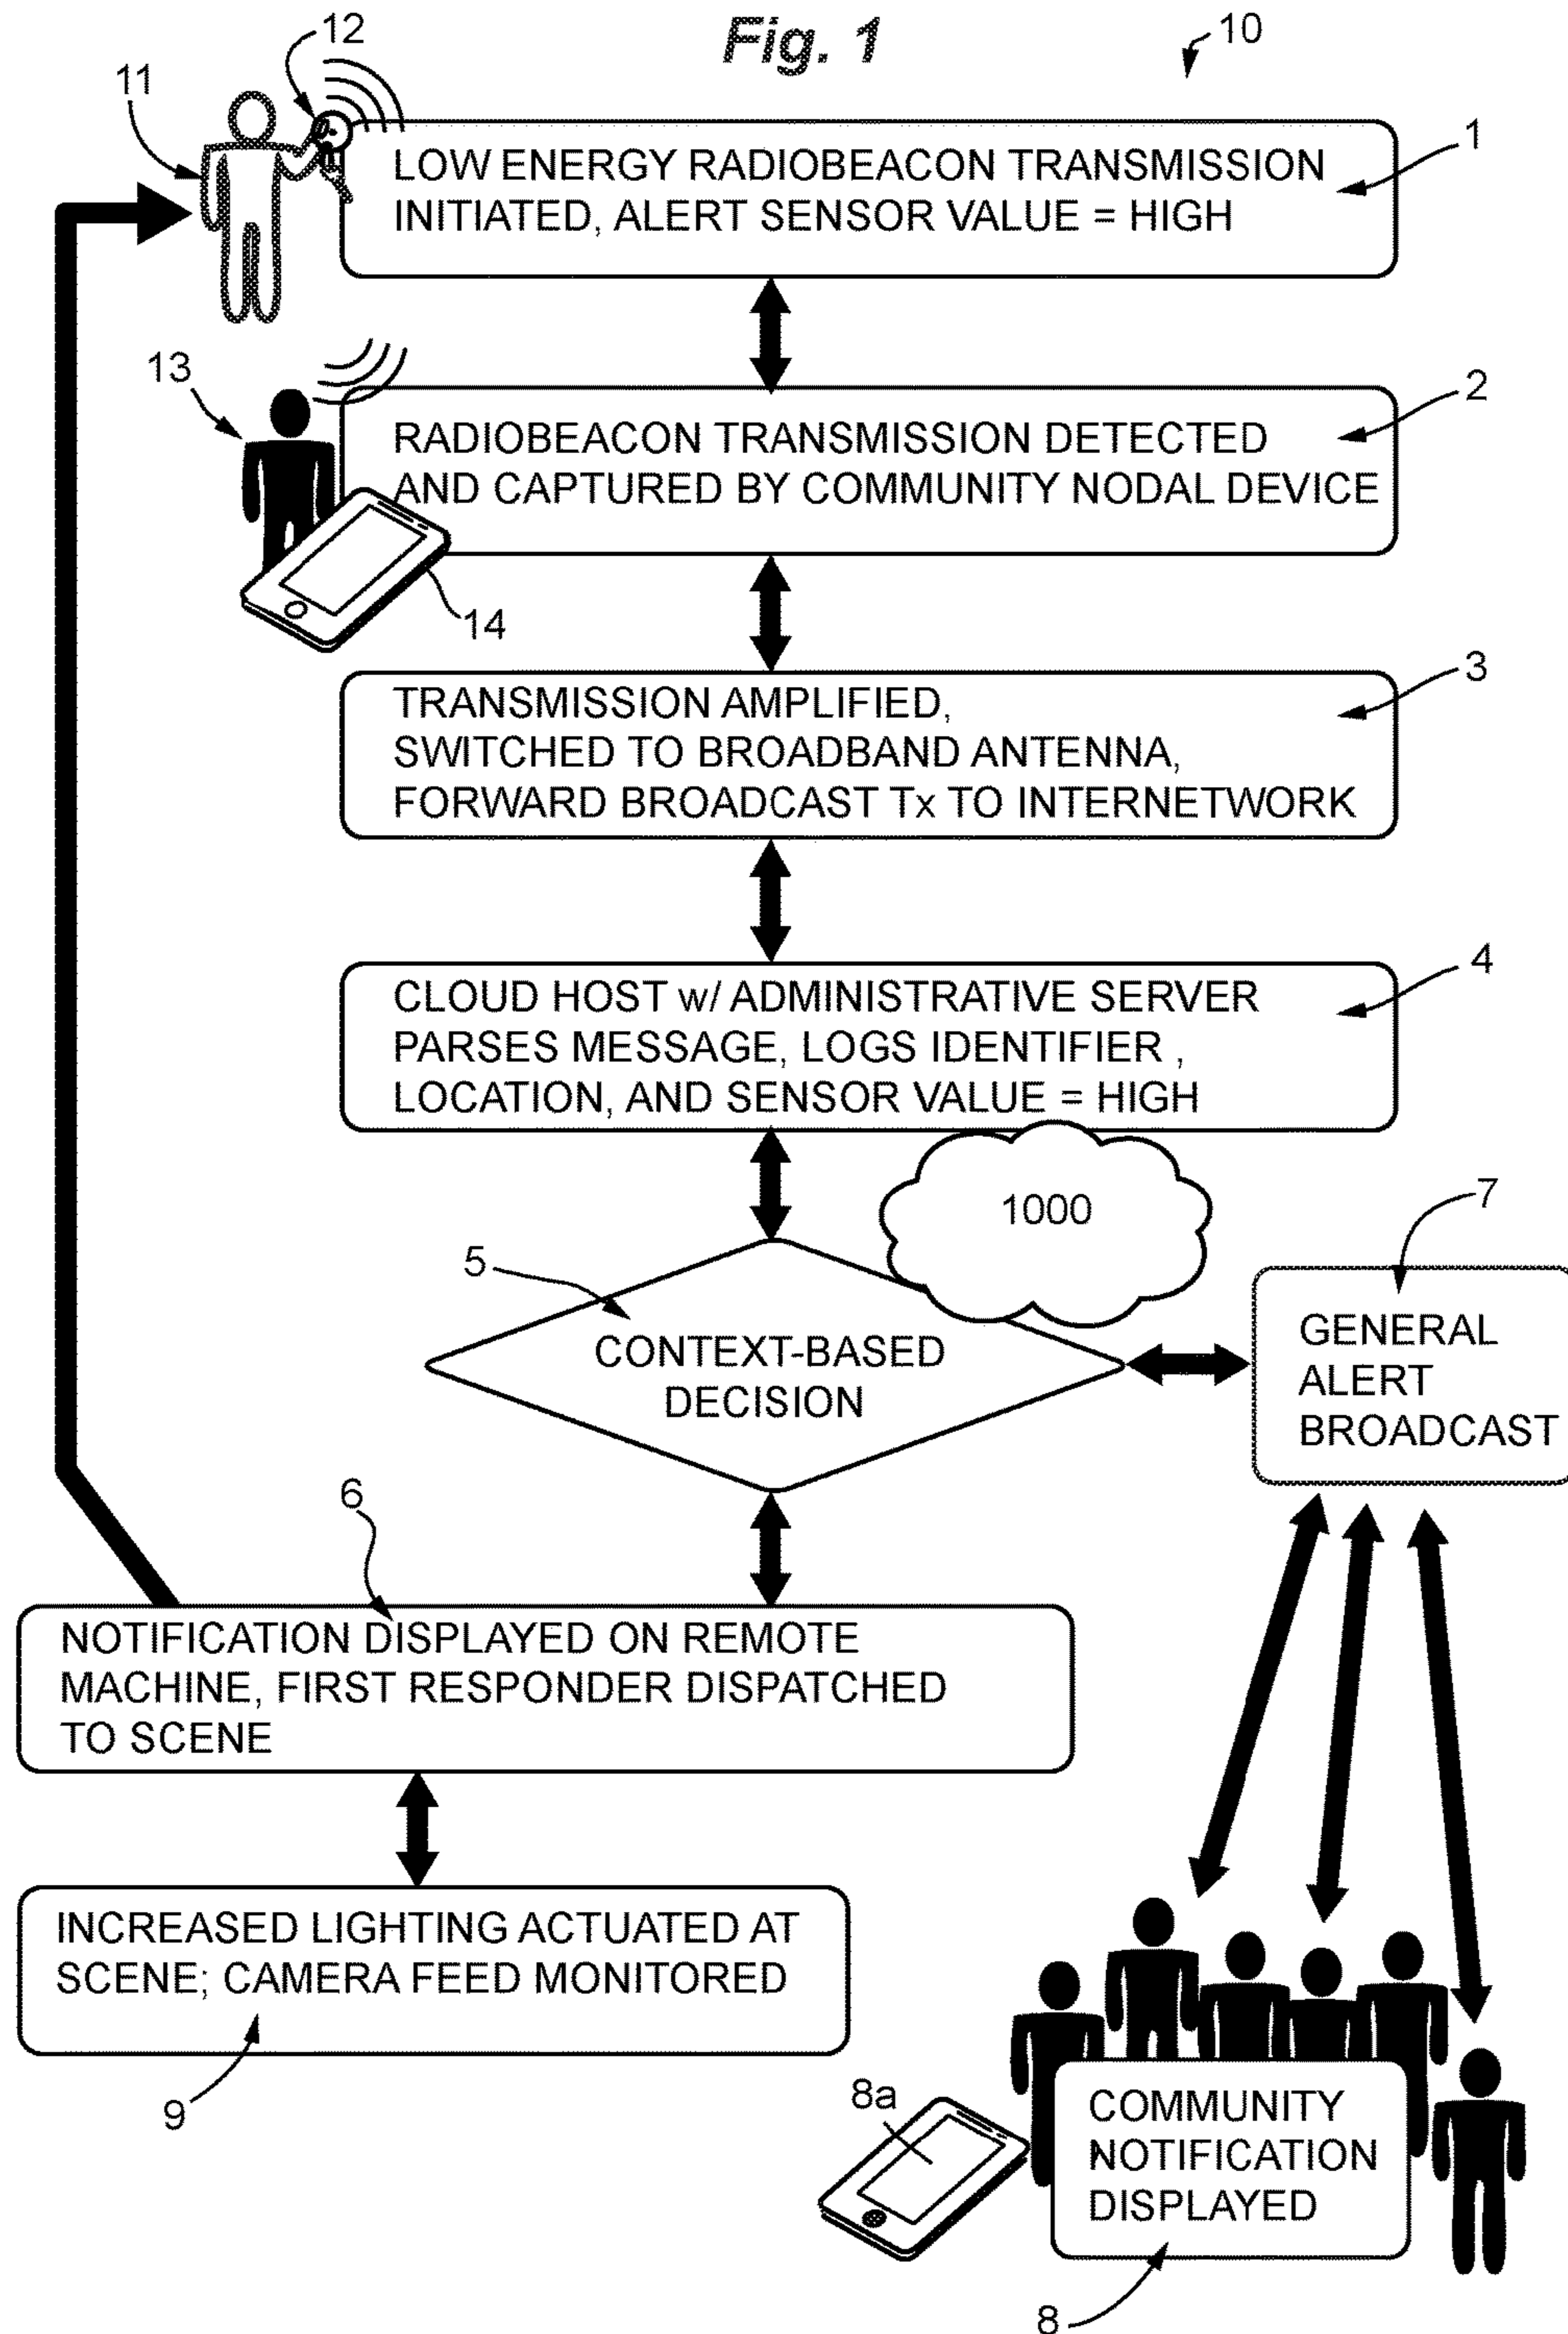 Fig. 1
10
12
11
1
LOW ENERGY RADIOBEACON TRANSMISSION
INITIATED, ALERT SENSOR VALUE = HIGH
13
2
RADIOBEACON TRANSMISSION DETECTED
AND CAPTURED BY COMMUNITY NODAL DEVICE
14
3
TRANSMISSION AMPLIFIED,
SWITCHED TO BROADBAND ANTENNA,
FORWARD BROADCAST Tx TO INTERNETWORK
4
CLOUD HOST w/ ADMINISTRATIVE SERVER
PARSES MESSAGE, LOGS IDENTIFIER ,
LOCATION, AND SENSOR VALUE = HIGH
1000
5
CONTEXT-BASED
DECISION
7
GENERAL
ALERT
BROADCAST
6
NOTIFICATION DISPLAYED ON REMOTE
MACHINE, FIRST RESPONDER DISPATCHED
TO SCENE
INCREASED LIGHTING ACTUATED AT
SCENE; CAMERA FEED MONITORED
9
8a
COMMUNITY
NOTIFICATION
DISPLAYED
8